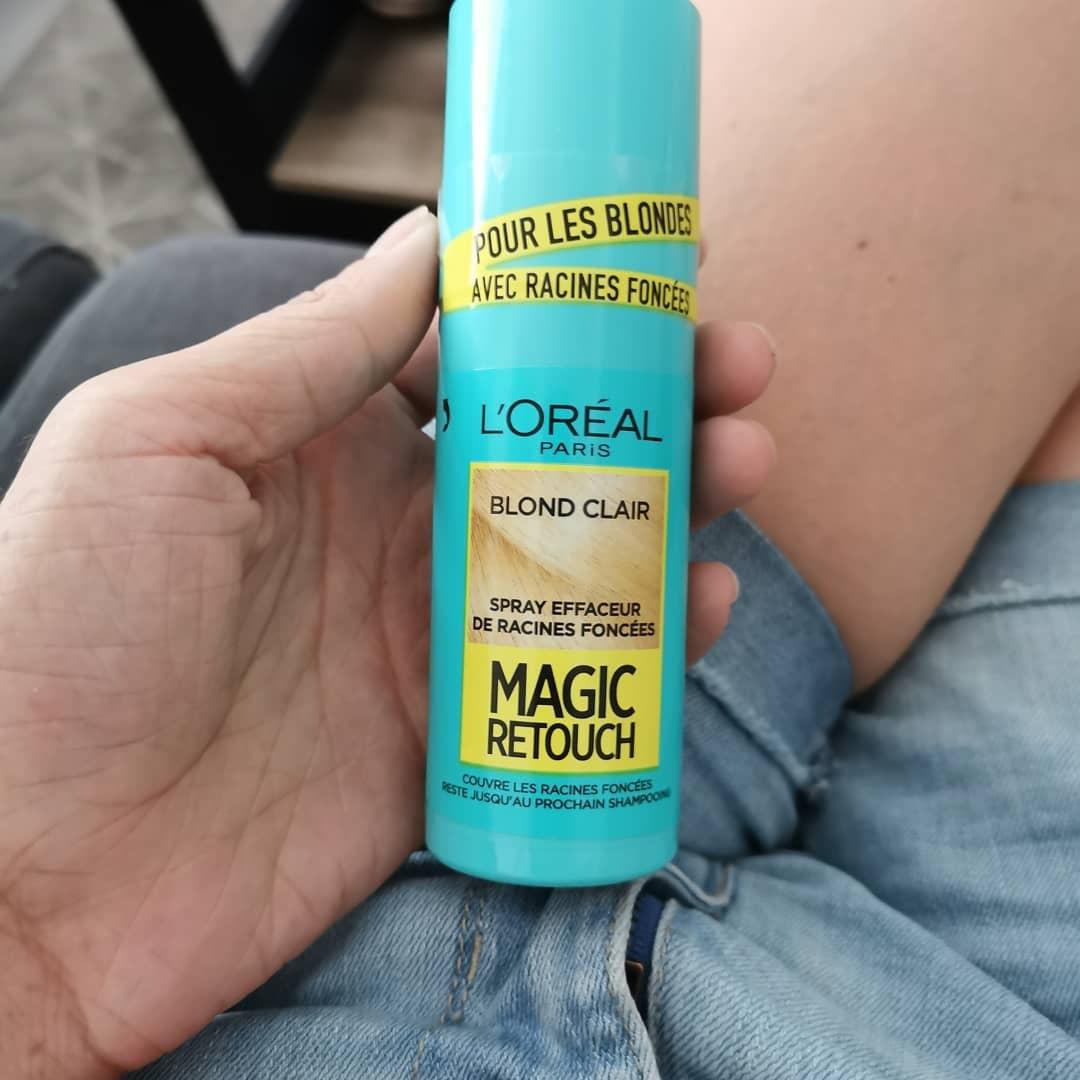 POUR LES BLONDES
AVEC RACINES FONCÉES
L'ORÉAL
PARiS
BLOND CLAIR
SPRAY EFFACEUR
DE RACINES FONCÉES
MAGIC
RETOUCH
COUVRE LES RACINES FONCÉES
RESTE JUSQU'AU PROCHAIN SHAMPOOING